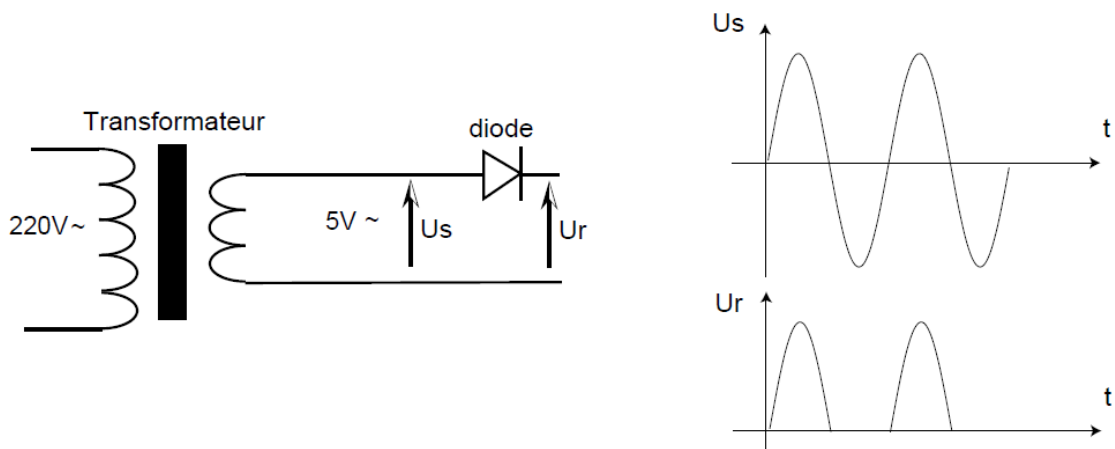 Transformateur
diode
220V~
5V ~
Us
Ur
Us
t
Ur
t